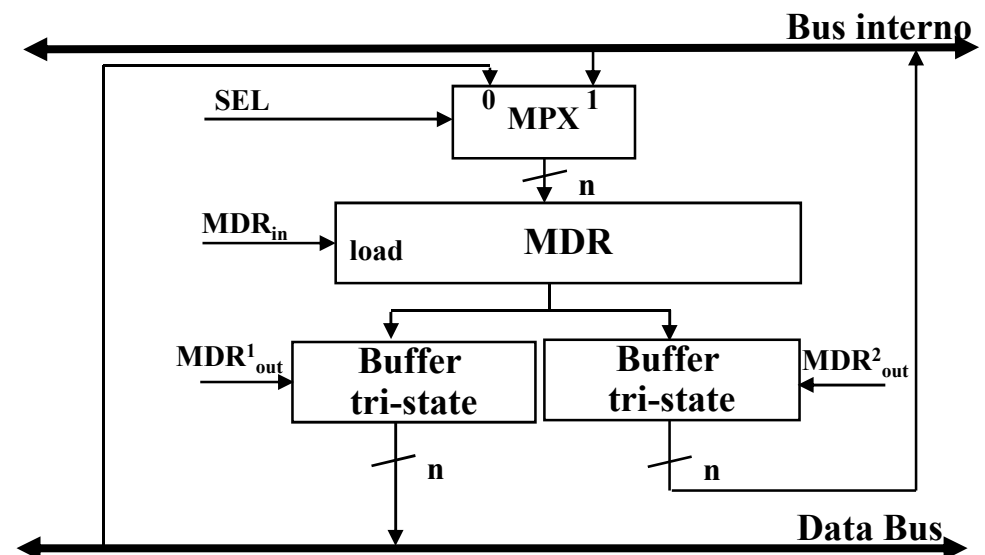 Bus interno
SEL
0
1
MPX
n
MDRin
load
MDR
MDR¹out
Buffer
tri-state
Buffer
tri-state
MDR²out
n
n
Data Bus